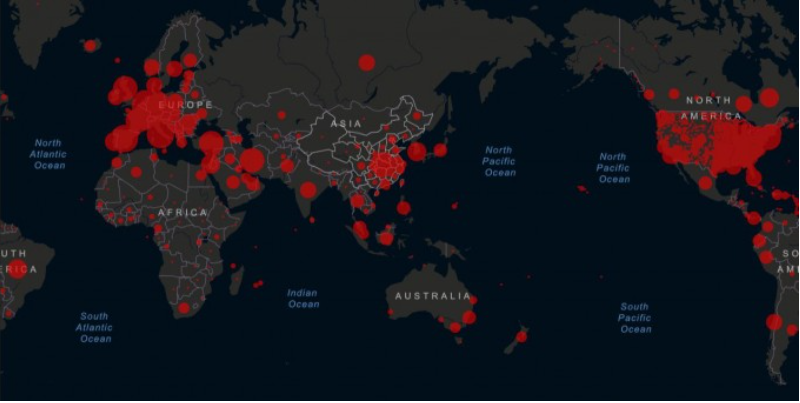 EUROPE
ASIA
NORTH
AMERICA
North
Atlantic
Ocean
North
Pacific
Ocean
North
Pacific
Ocean
AFRICA
UTH
ERICA
SO
AM
Indian
Ocean
AUSTRALIA
South
Atlantic
Ocean
South
Pacific
Ocean